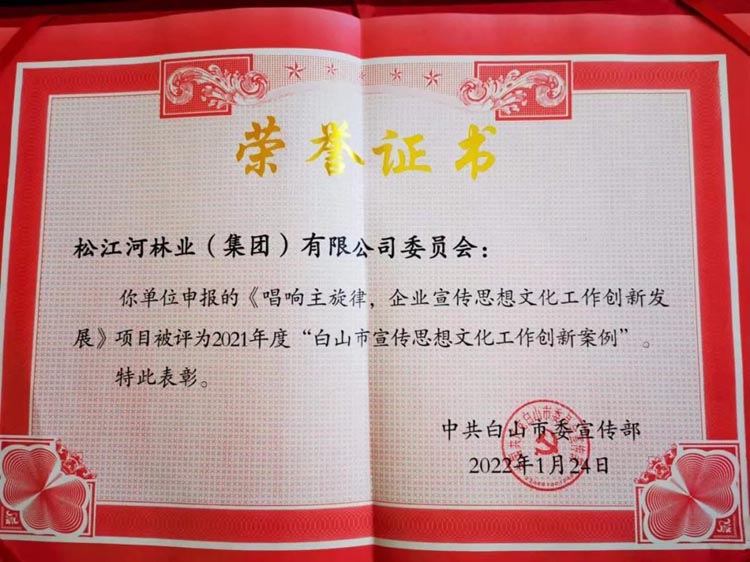 荣誉证书
松江河林业（集团）有限公司委员会：
你单位申报的《唱响主旋律，企业宣传思想文化工作创新发
展》项目被评为2021年度“白山市宣传思想文化工作创新案例”。
特此表彰。
中共白山市委宣传部
2022年1月24日